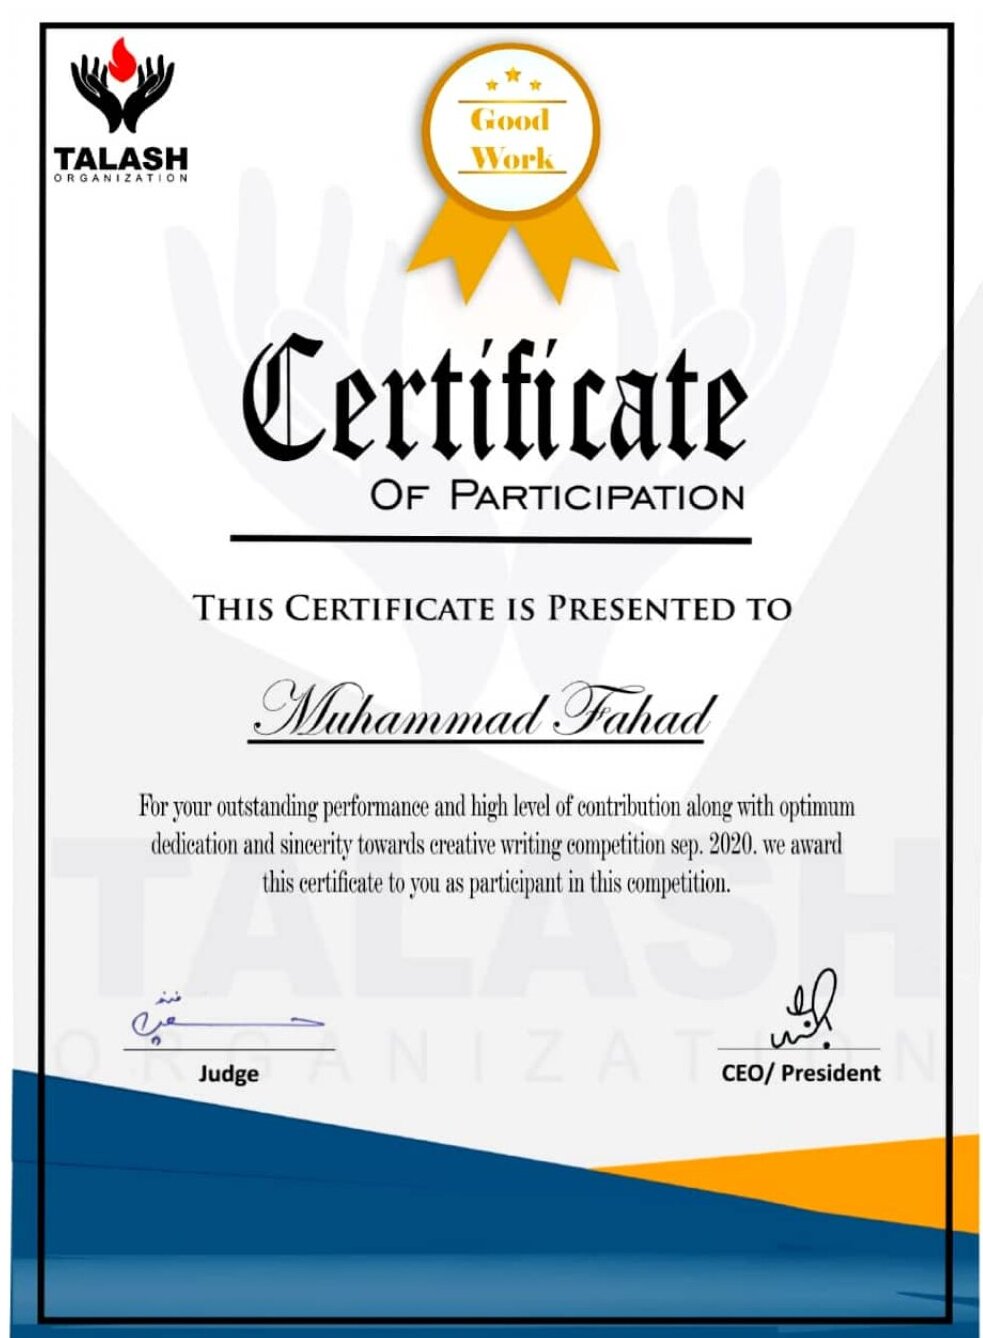 TALASH
ORGANIZATION
Good
Work
Certificate
OF PARTICIPATION
THIS CERTIFICATE IS PRESENTED TO
Muhammad Fahad
For your outstanding performance and high level of contribution along with optimum
dedication and sincerity towards creative writing competition sep. 2020. we award
this certificate to you as participant in this competition.
TALASH
ORGANIZATION
Judge
CEO/ President